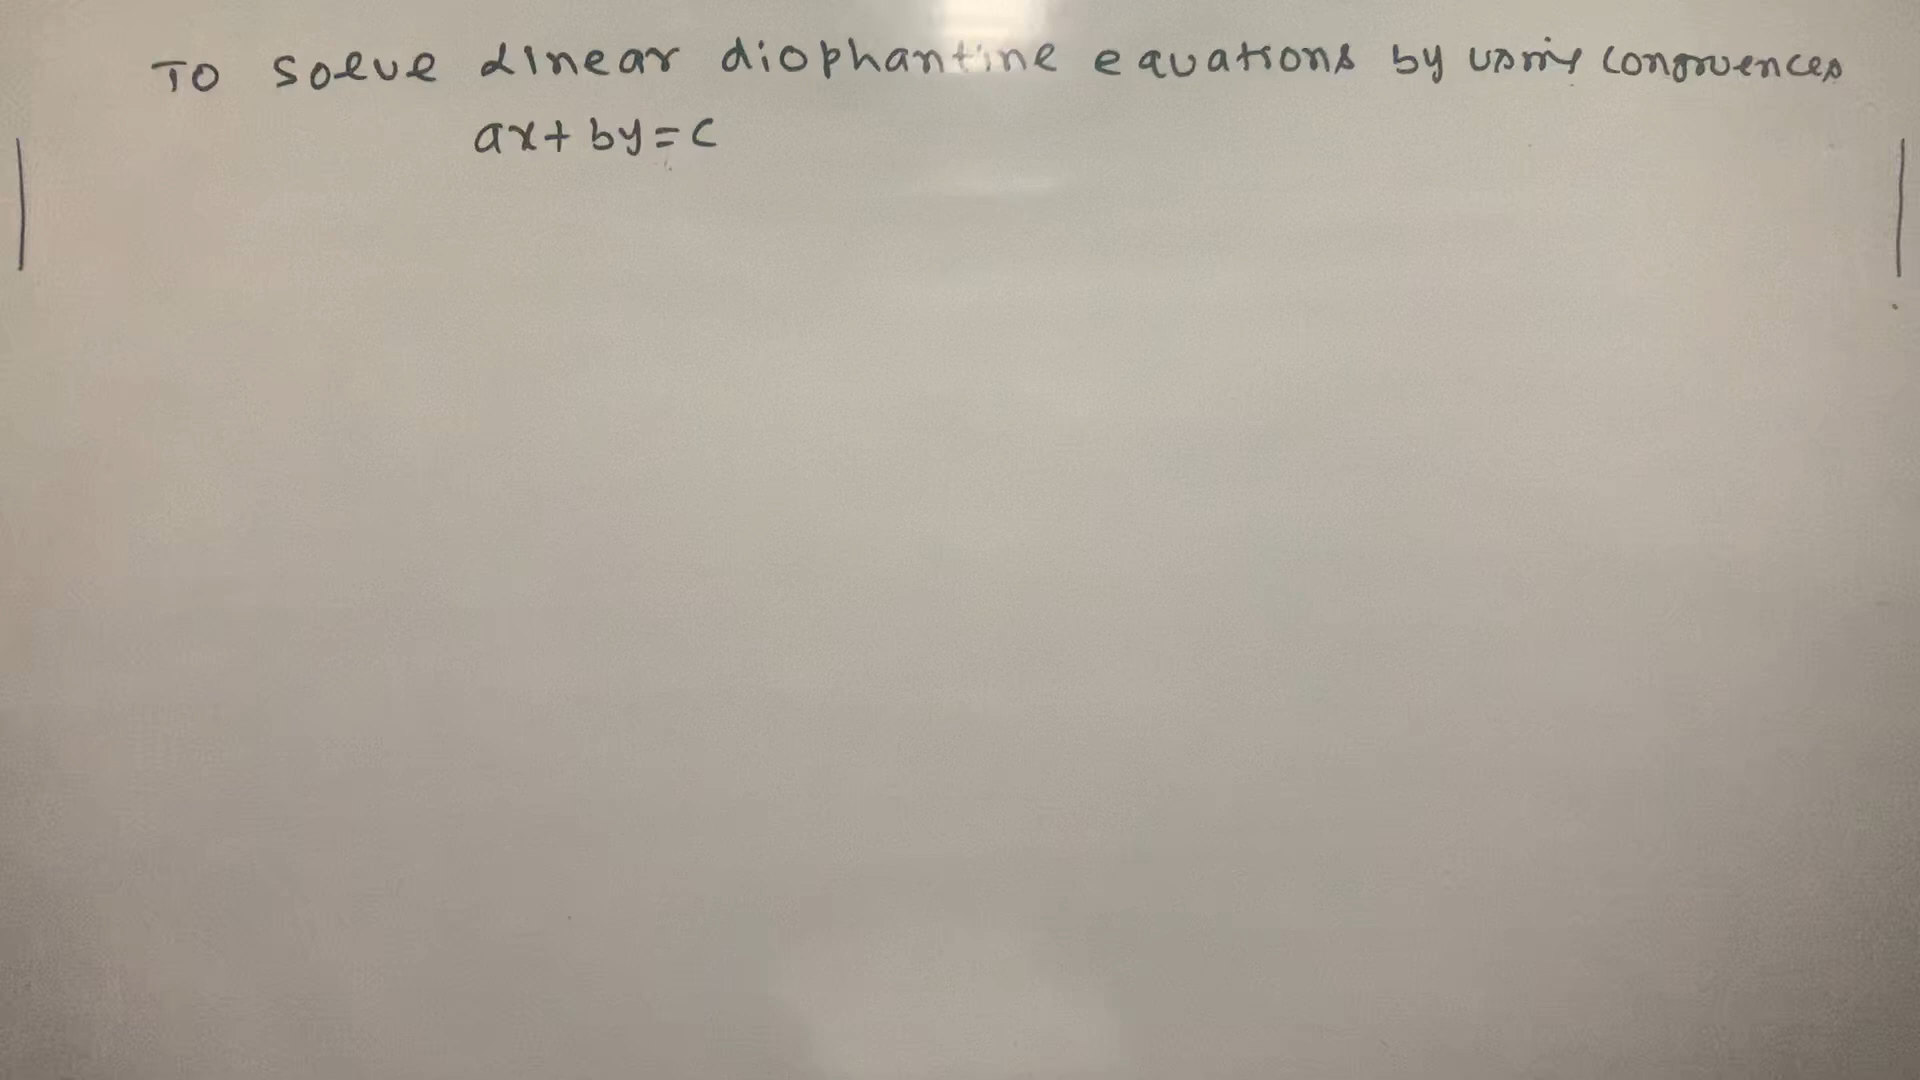 To solve Linear diophantine equations by using congruences
ax + by = c